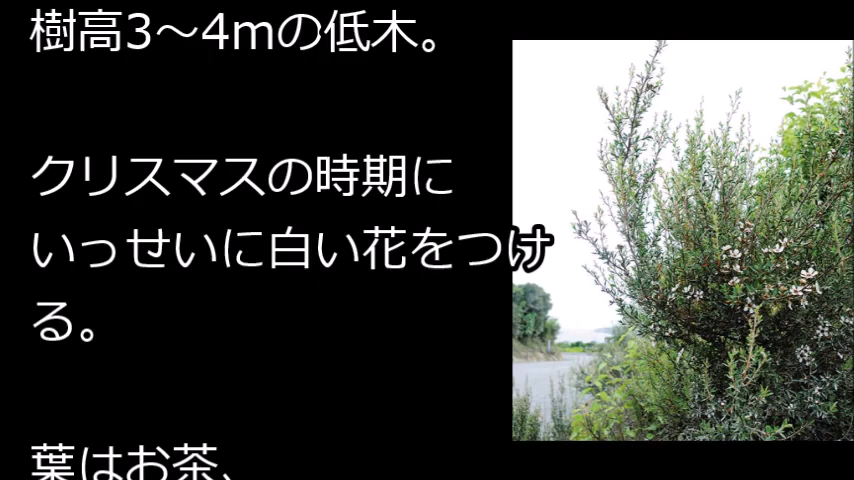 樹高3～4mの低木。
クリスマスの時期に
いっせいに白い花をつけ
る。
葉はお茶、